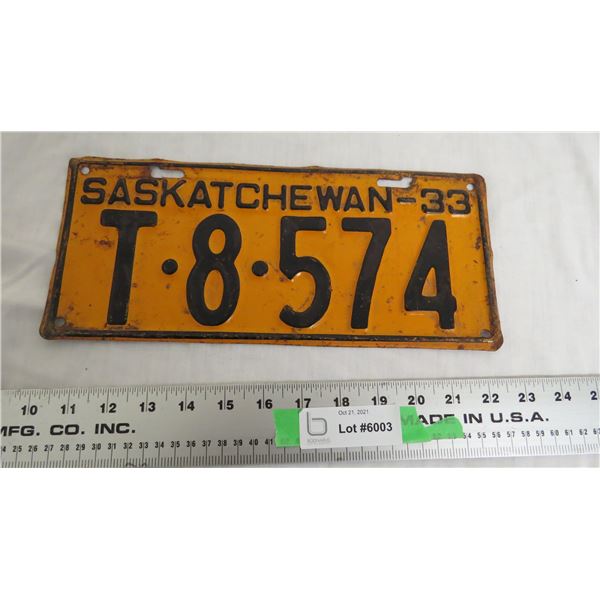 SASKATCHEWAN-33
T·8·574
10 11 12 13 14 15 16 17 18 19 20 21 22 23 24
Oct 21, 2021
Lot #6003
MFG. CO. INC.
MADE IN U.S.A.